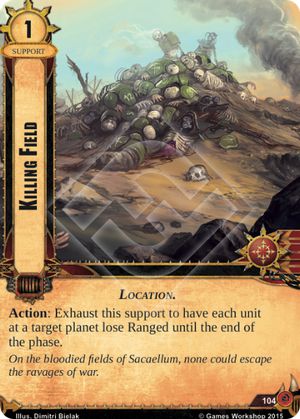 1
SUPPORT
KILLING FIELD
LOCATION.
Action: Exhaust this support to have each unit
at a target planet lose Ranged until the end of
the phase.
On the bloodied fields of Sacaellum, none could escape
the ravages of war.
104
Illus. Dimitri Bielak
© Games Workshop 2015